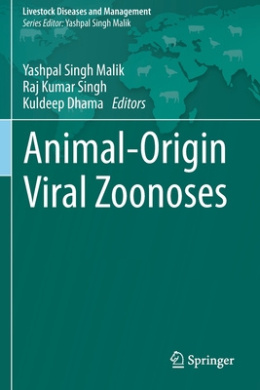 Livestock Diseases and Management
Series Editor: Yashpal Singh Malik
Yashpal Singh Malik
Raj Kumar Singh
Kuldeep Dhama Editors
Animal-Origin
Viral Zoonoses
Springer